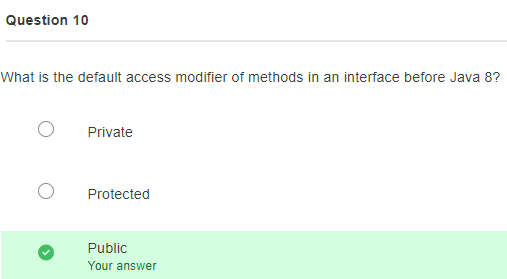 Question 10
What is the default access modifier of methods in an interface before Java 8?
Private
Protected
Public
Your answer